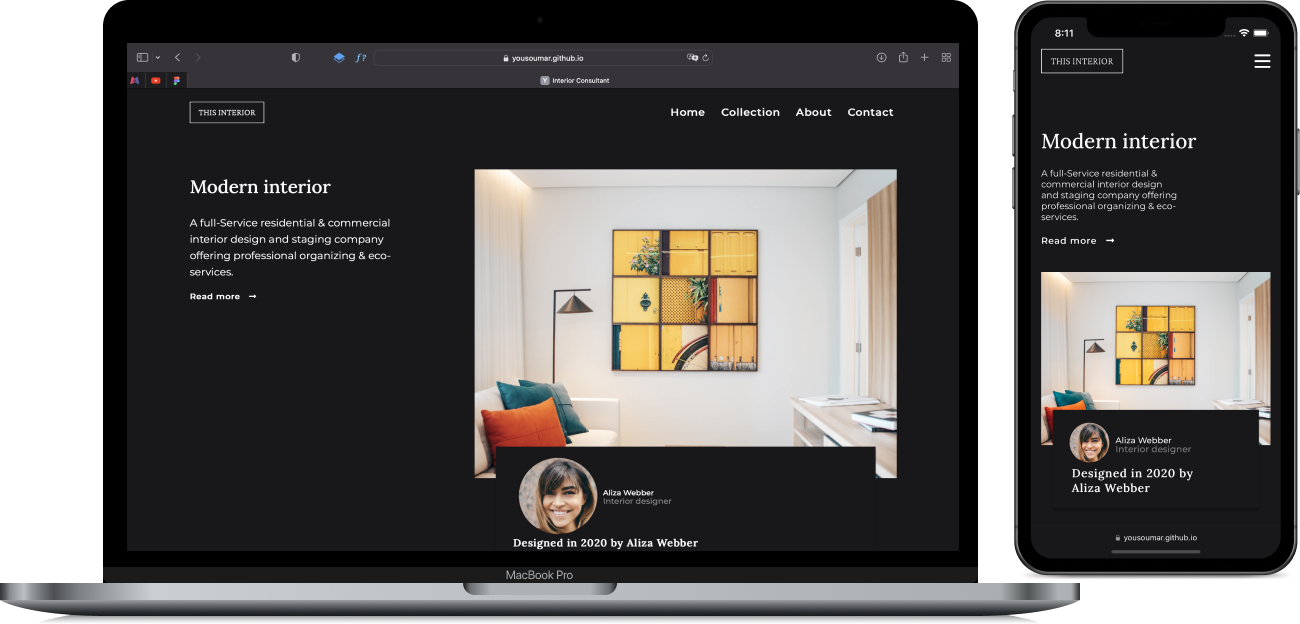 yousoumar.github.io
Interior Consultant
THIS INTERIOR
Home Collection About Contact
Modern interior
A full-Service residential & commercial
interior design and staging company
offering professional organizing & eco-
services.
Read more →
Aliza Webber
Interior designer
Designed in 2020 by Aliza Webber
MacBook Pro
8:11
THIS INTERIOR
Modern interior
A full-Service residential &
commercial interior design
and staging company offering
professional organizing & eco-
services.
Read more →
Aliza Webber
Interior designer
Designed in 2020 by
Aliza Webber
yousoumar.github.io